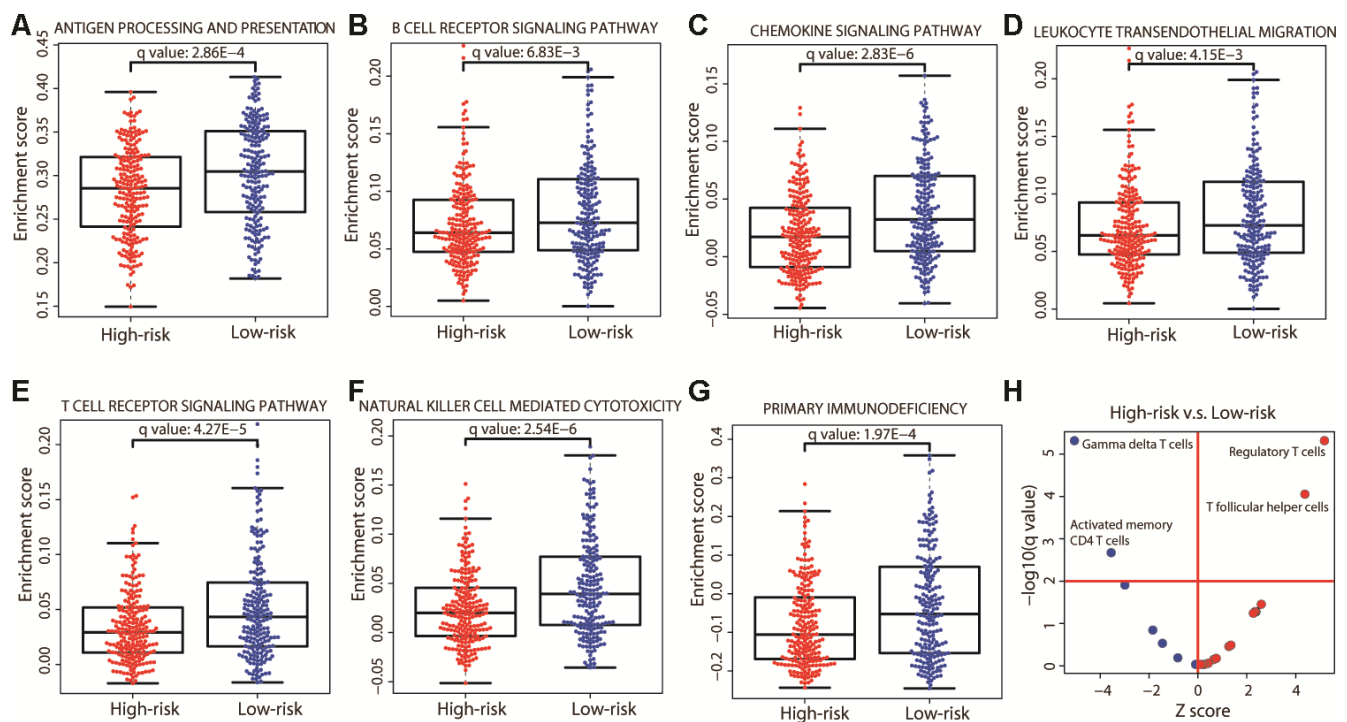 A
ANTIGEN PROCESSING AND PRESENTATION
q value: 2.86E−4
Enrichment score
0.45
0.40
0.35
0.30
0.25
0.20
0.15
High-risk
Low-risk
B
B CELL RECEPTOR SIGNALING PATHWAY
q value: 6.83E−3
Enrichment score
0.20
0.15
0.10
0.05
0.00
High-risk
Low-risk
C
CHEMOKINE SIGNALING PATHWAY
q value: 2.83E−6
Enrichment score
0.15
0.10
0.05
0.00
−0.05
High-risk
Low-risk
D
LEUKOCYTE TRANSENDOTHELIAL MIGRATION
q value: 4.15E−3
Enrichment score
0.20
0.15
0.10
0.05
0.00
High-risk
Low-risk
E
T CELL RECEPTOR SIGNALING PATHWAY
q value: 4.27E−5
Enrichment score
0.20
0.15
0.10
0.05
0.00
High-risk
Low-risk
F
NATURAL KILLER CELL MEDIATED CYTOTOXICITY
q value: 2.54E−6
Enrichment score
0.20
0.15
0.10
0.05
0.00
−0.05
High-risk
Low-risk
G
PRIMARY IMMUNODEFICIENCY
q value: 1.97E−4
Enrichment score
0.4
0.3
0.2
0.1
0.0
−0.1
−0.2
High-risk
Low-risk
H
High-risk v.s. Low-risk
Gamma delta T cells
Regulatory T cells
T follicular helper cells
Activated memory
CD4 T cells
−log10(q value)
5
4
3
2
1
0
−4
−2
0
2
4
Z score